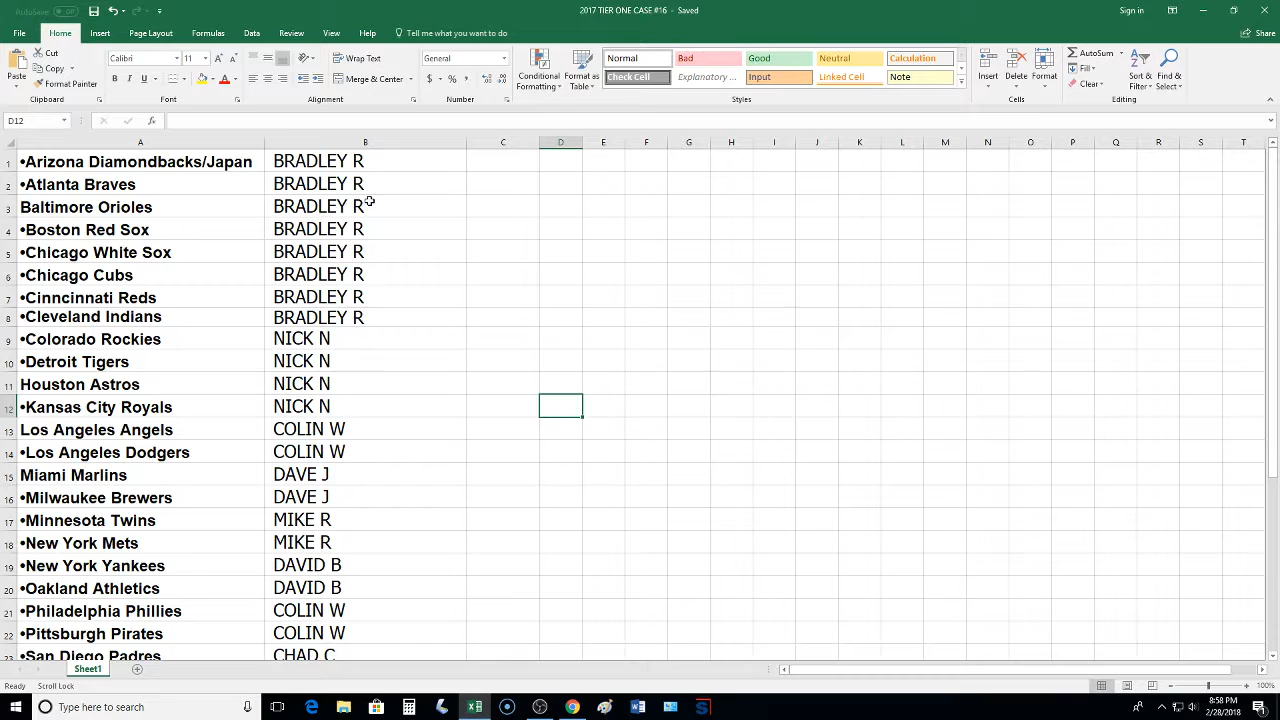 AutoSave Off
2017 TIER ONE CASE #16 - Saved
Sign in
File Home Insert Page Layout Formulas Data Review View Help Tell me what you want to do
Share
Paste
Cut
Copy
Format Painter
Clipboard
Calibri 11
Font
Wrap Text
Merge & Center
Alignment
General
Number
Conditional Formatting
Format as Table
Normal Bad Good Neutral Calculation
Check Cell Explanatory ... Input Linked Cell Note
Styles
Insert Delete Format
Cells
AutoSum
Fill
Clear
Sort & Filter
Find & Select
Editing
D12
A B C D E F G H I J K L M N O P Q R S T
1 •Arizona Diamondbacks/Japan BRADLEY R
2 •Atlanta Braves BRADLEY R
3 Baltimore Orioles BRADLEY R
4 •Boston Red Sox BRADLEY R
5 •Chicago White Sox BRADLEY R
6 •Chicago Cubs BRADLEY R
7 •Cinncinnati Reds BRADLEY R
8 •Cleveland Indians BRADLEY R
9 •Colorado Rockies NICK N
10 •Detroit Tigers NICK N
11 Houston Astros NICK N
12 •Kansas City Royals NICK N
13 Los Angeles Angels COLIN W
14 •Los Angeles Dodgers COLIN W
15 Miami Marlins DAVE J
16 •Milwaukee Brewers DAVE J
17 •Minnesota Twins MIKE R
18 •New York Mets MIKE R
19 •New York Yankees DAVID B
20 •Oakland Athletics DAVID B
21 •Philadelphia Phillies COLIN W
22 •Pittsburgh Pirates COLIN W
23 •San Diego Padres CHAD C
Sheet1
Ready Scroll Lock
100%
Type here to search
8:58 PM
2/28/2018